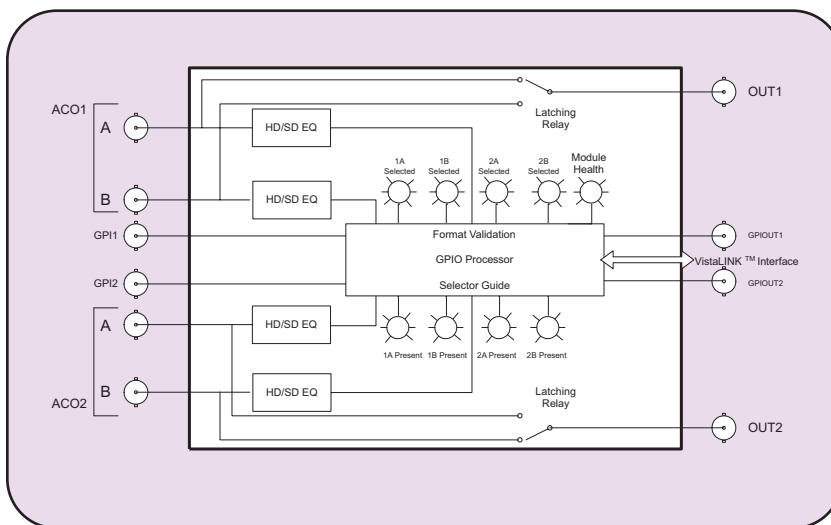 ACO1
A
B
GPI1
GPI2
A
B
ACO2
HD/SD EQ
HD/SD EQ
HD/SD EQ
HD/SD EQ
Latching
Relay
1A
Selected
1B
Selected
2A
Selected
2B
Selected
Module
Health
Format Validation
GPIO Processor
Selector Guide
1A Present
1B Present
2A Present
2B Present
Latching
Relay
OUT1
GPIOUT1
VistaLINK ™ Interface
GPIOUT2
OUT2